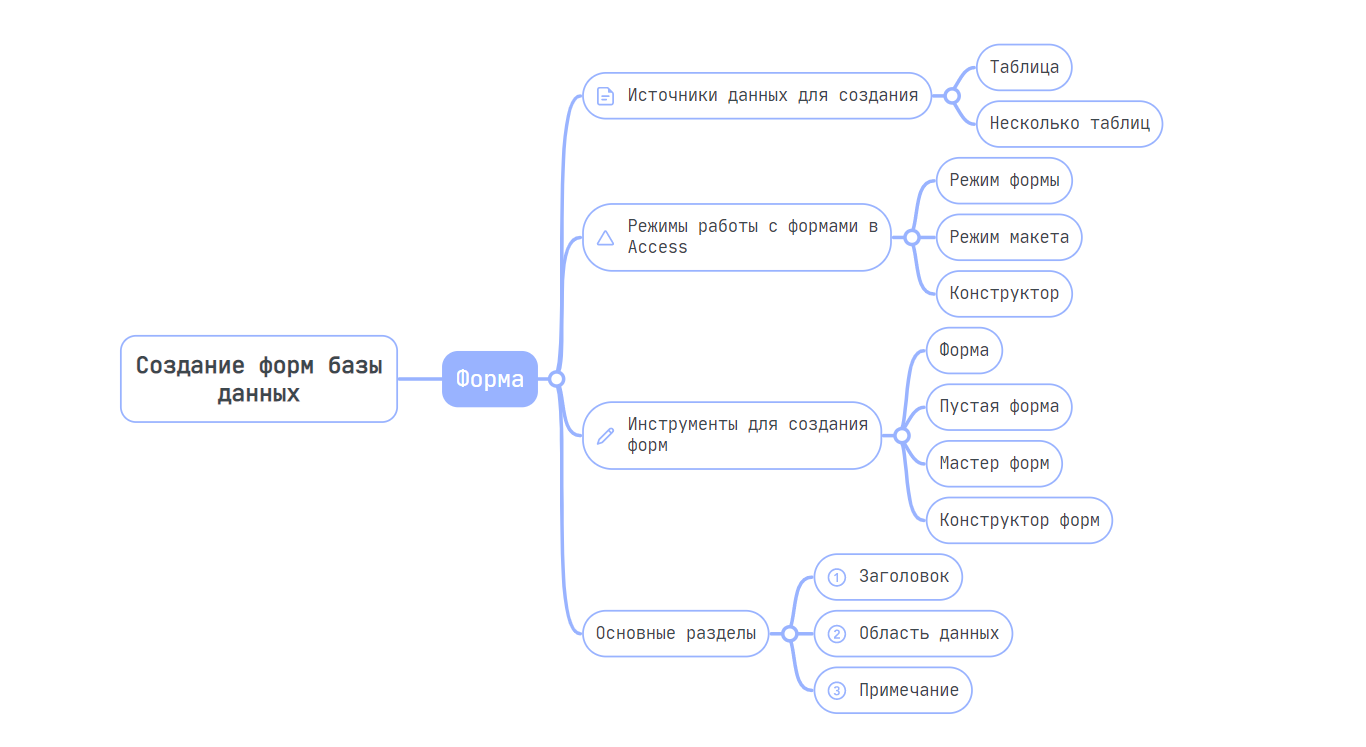 Создание форм базы
данных
Форма
Источники данных для создания
Таблица
Несколько таблиц
Режимы работы с формами в
Access
Режим формы
Режим макета
Конструктор
Инструменты для создания
форм
Форма
Пустая форма
Мастер форм
Конструктор форм
Основные разделы
1 Заголовок
2 Область данных
3 Примечание